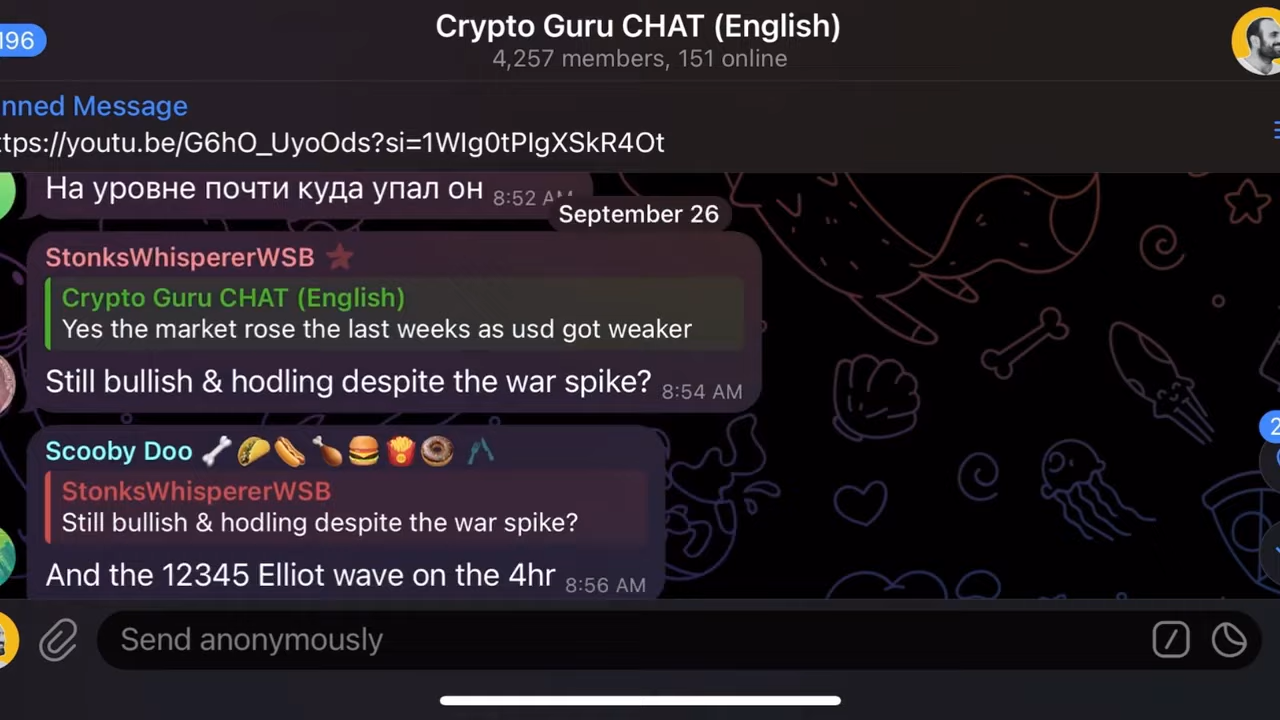 Crypto Guru CHAT (English)
196
4,257 members, 151 online
nned Message
ttps://youtu.be/G6hO_UyoOds?si=1WIg0tPIgXSkR4Ot
На уровне почти куда упал он 8:52 AM
September 26
StonksWhispererWSB
Crypto Guru CHAT (English)
Yes the market rose the last weeks as usd got weaker
Still bullish & hodling despite the war spike? 8:54 AM
2
Scooby Doo
StonksWhispererWSB
Still bullish & hodling despite the war spike?
And the 12345 Elliot wave on the 4hr 8:56 AM
Send anonymously